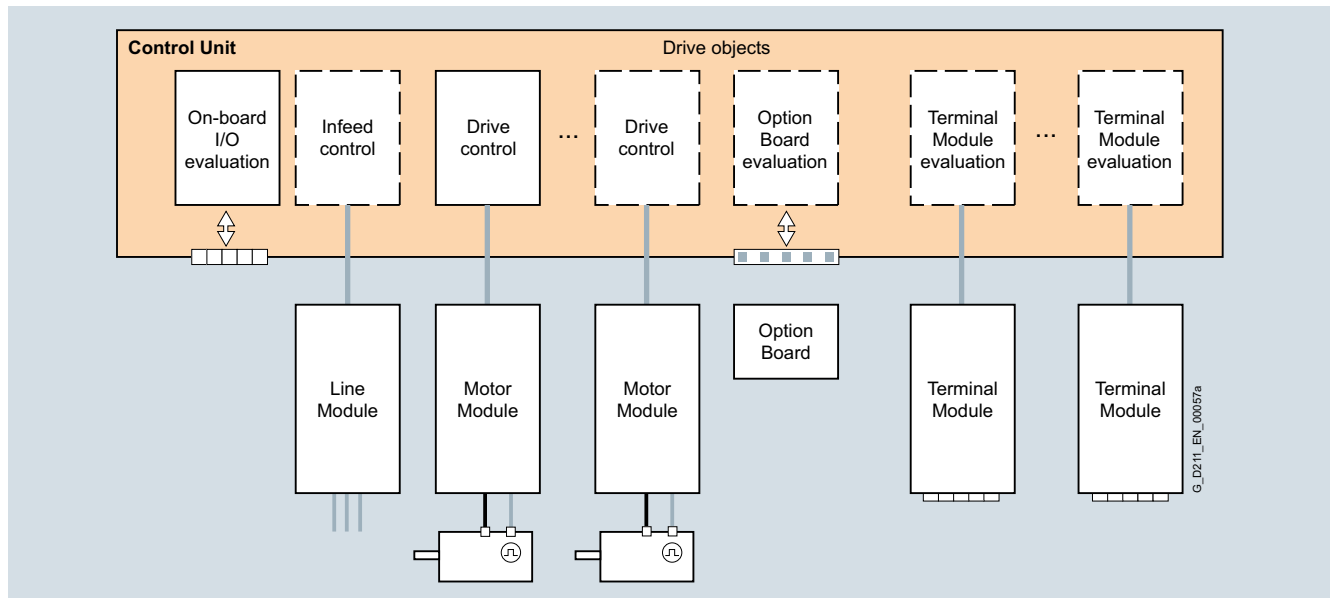 Control Unit
Drive objects
On-board
I/O
evaluation
Infeed
control
Drive
control
...
Drive
control
Option
Board
evaluation
Terminal
Module
evaluation
...
Terminal
Module
evaluation
Line
Module
Motor
Module
Motor
Module
Option
Board
Terminal
Module
Terminal
Module
G_D211_EN_00057a